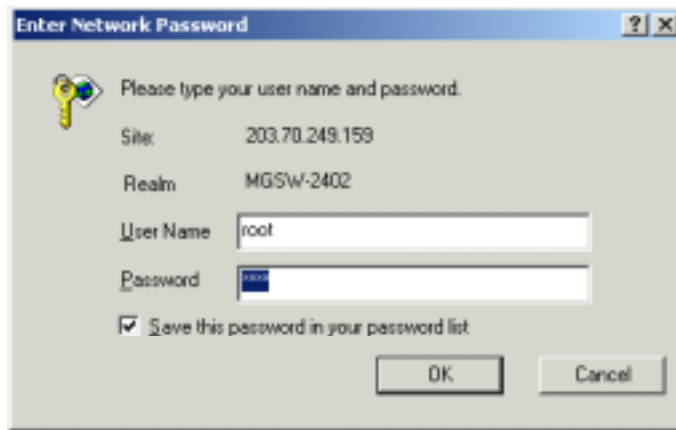 Enter Network Password
? X
Please type your user name and password.
Site: 203.70.249.159
Realm MGSW-2402
User Name root
Password ****
Save this password in your password list
OK Cancel